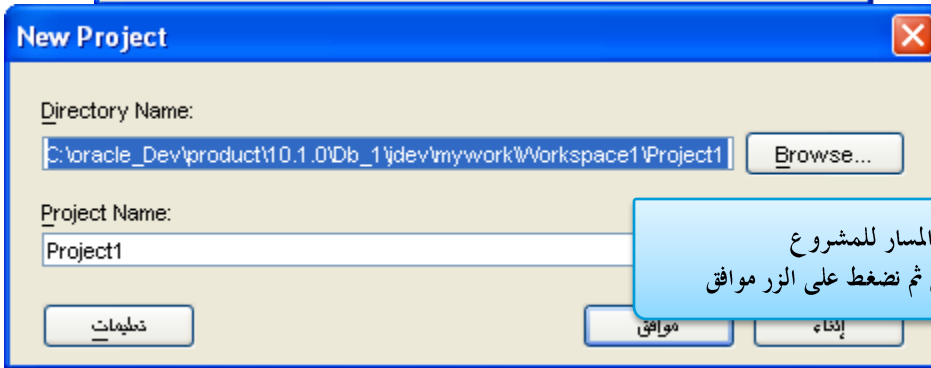 New Project
Directory Name:
C:\oracle_Dev\product\10.1.0\Db_1\jdev\mywork\Workspace1\Project1
Browse...
Project Name:
Project1
المسار للمشروع
ثم نضغط على الزر موافق
تعليمات
موافق
إلغاء